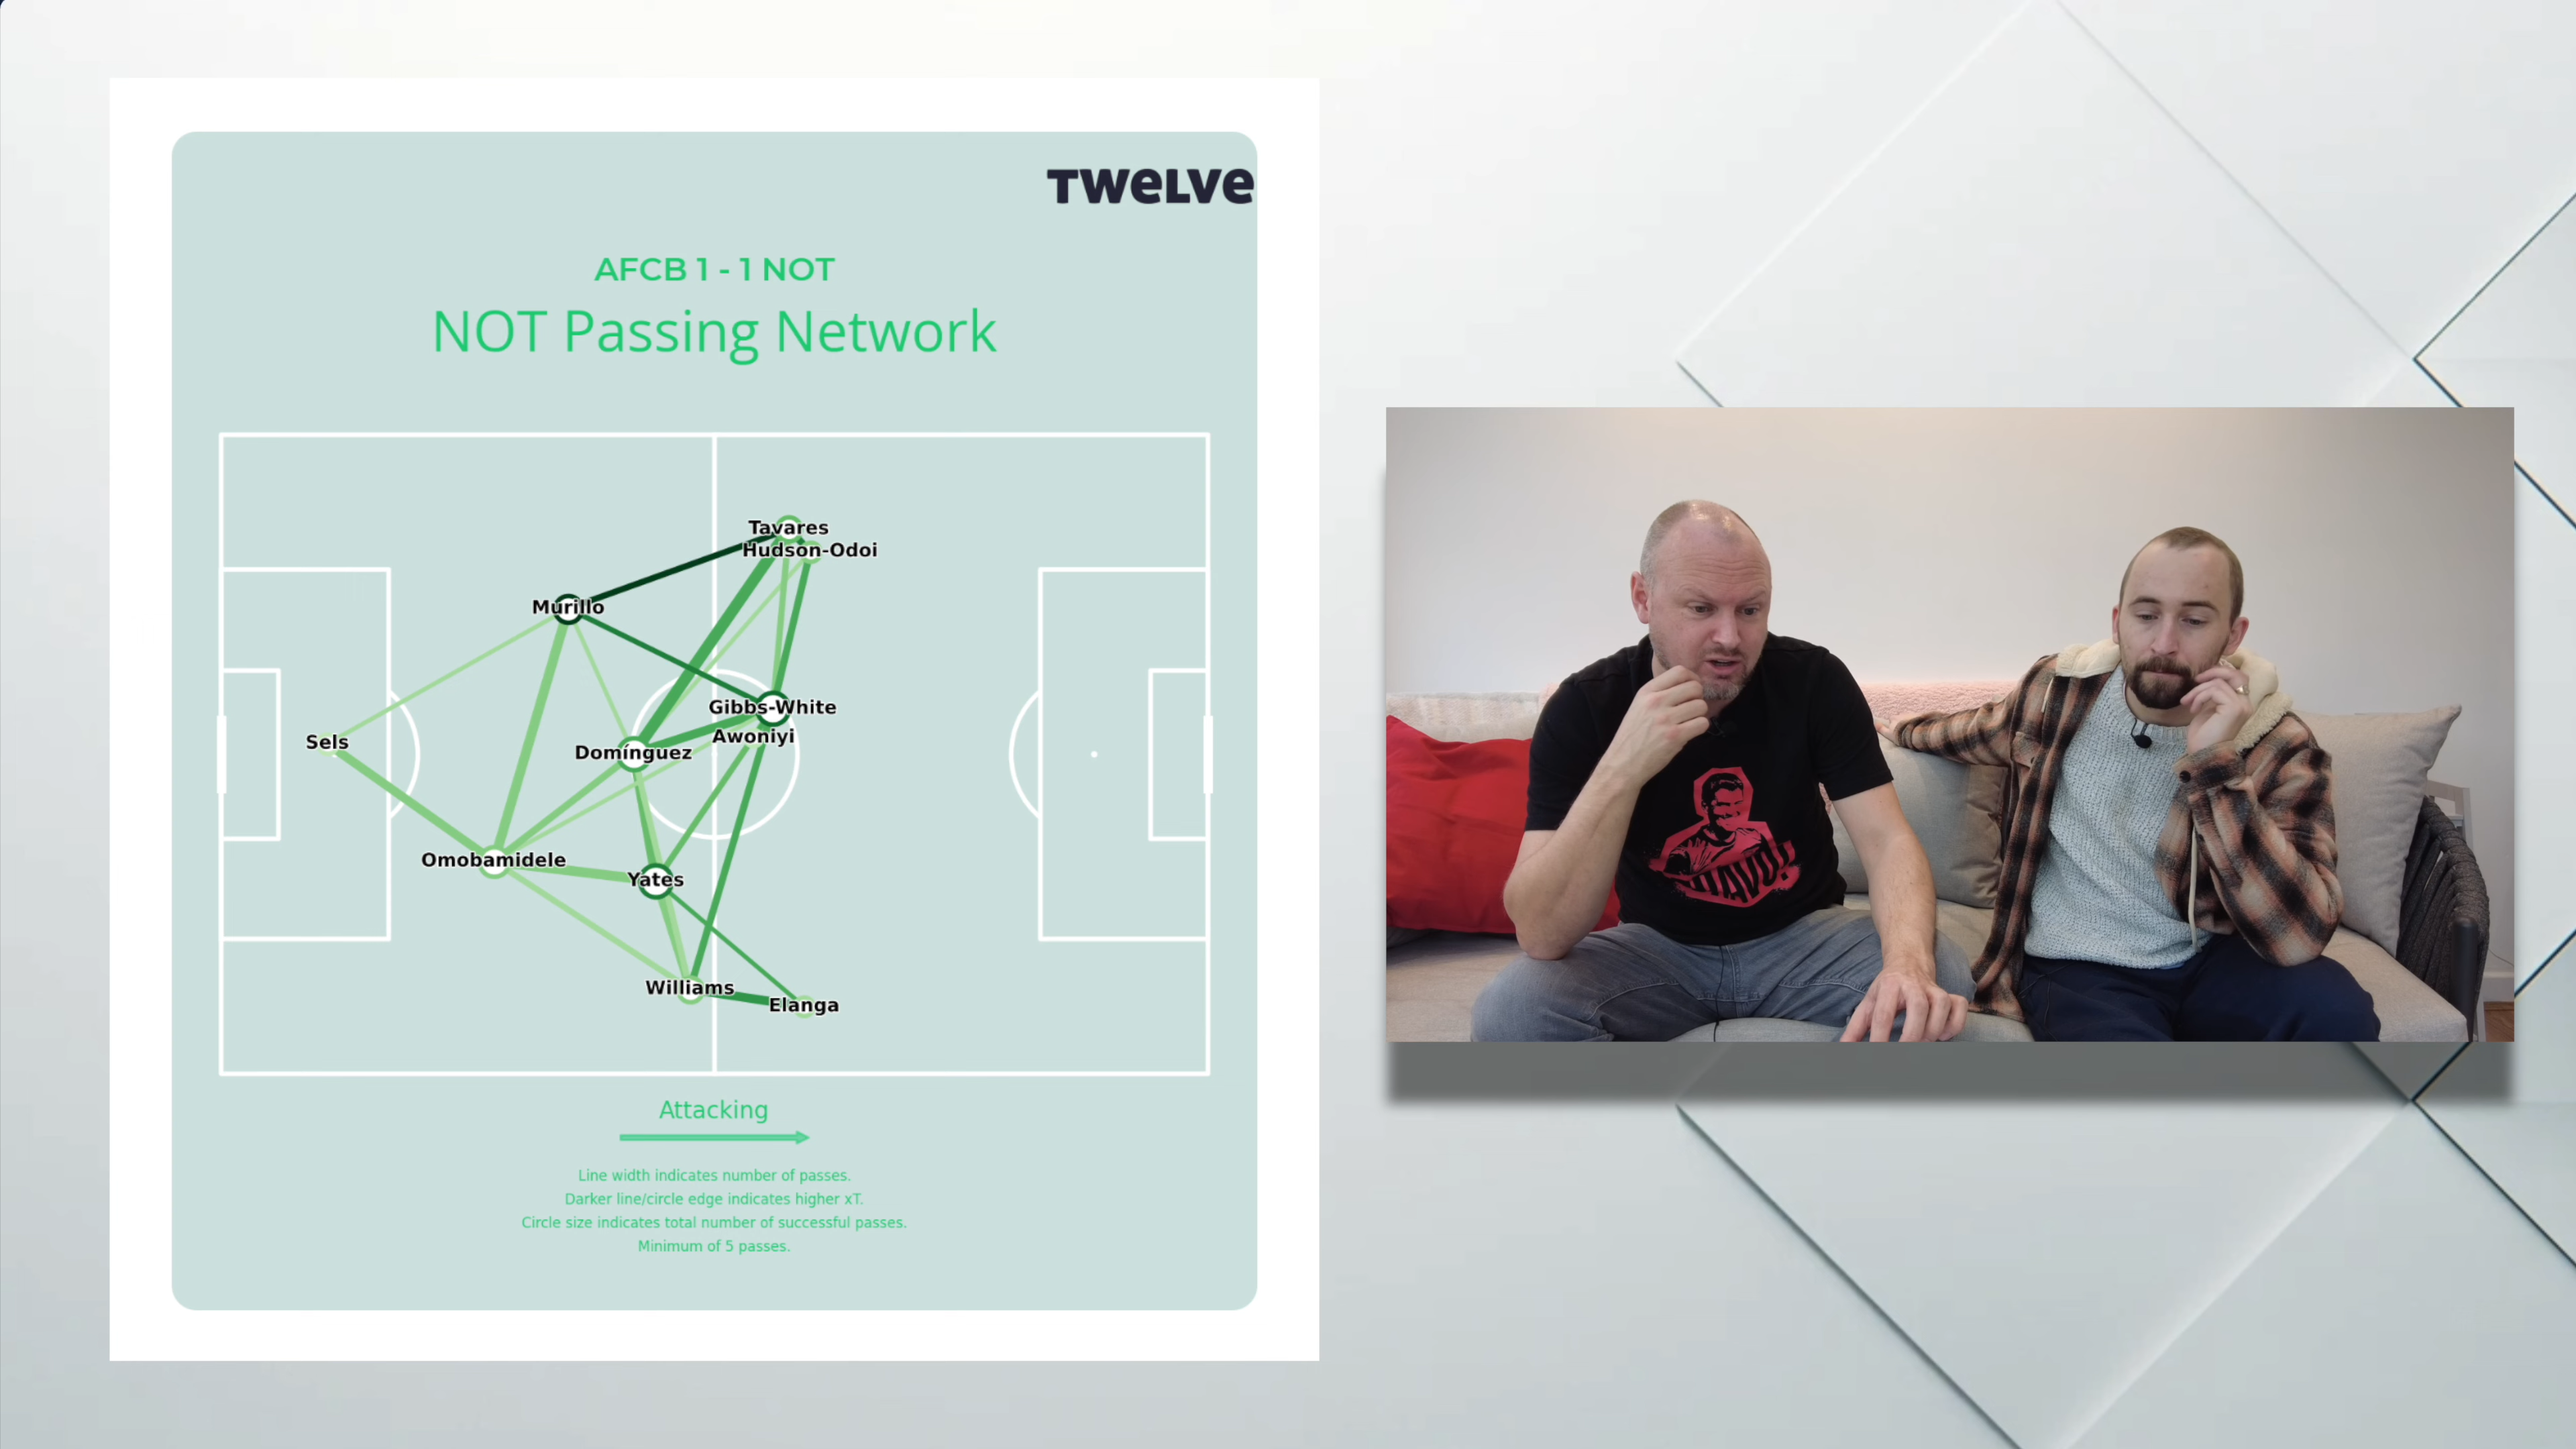 TWELVE
AFCB 1 - 1 NOT
NOT Passing Network
Tavares
Hudson-Odoi
Murillo
Gibbs-White
Awoniyi
Sels
Domínguez
Omobamidele
Yates
Williams
Elanga
Attacking
Line width indicates number of passes.
Darker line/circle edge indicates higher xT.
Circle size indicates total number of successful passes.
Minimum of 5 passes.